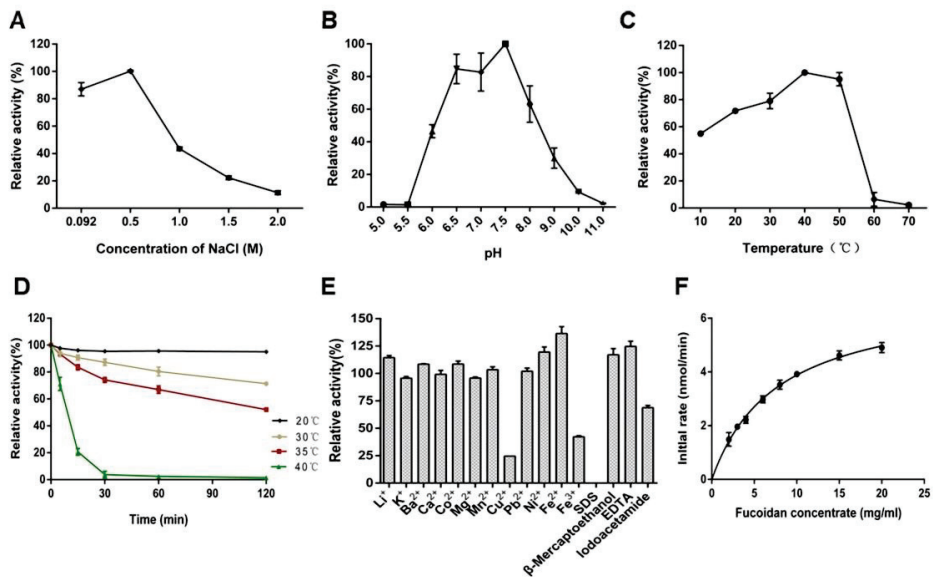 A
Relative activity (%)
120
100
80
60
40
20
0
0.092 0.5 1.0 1.5 2.0
Concentration of NaCl (M)
B
Relative activity(%)
120
100
80
60
40
20
0
5.0 5.5 6.0 6.5 7.0 7.5 8.0 9.0 10.0 11.0
pH
C
Relative activity(%)
120
100
80
60
40
20
0
10 20 30 40 50 60 70
Temperature（℃）
D
Relative activity(%)
120
100
80
60
40
20
0
0 30 60 90 120
Time (min)
20℃
30℃
35℃
40℃
E
Relative activity(%)
150
125
100
75
50
25
0
Li⁺ K⁺ Ba²⁺ Ca²⁺ Co²⁺ Mg²⁺ Mn²⁺ Cu²⁺ Pb²⁺ Ni²⁺ Fe²⁺ Fe³⁺ SDS β-Mercaptoethanol EDTA Iodoacetamide
F
Initial rate (nmol/min)
6
4
2
0
0 5 10 15 20 25
Fucoidan concentrate (mg/ml)